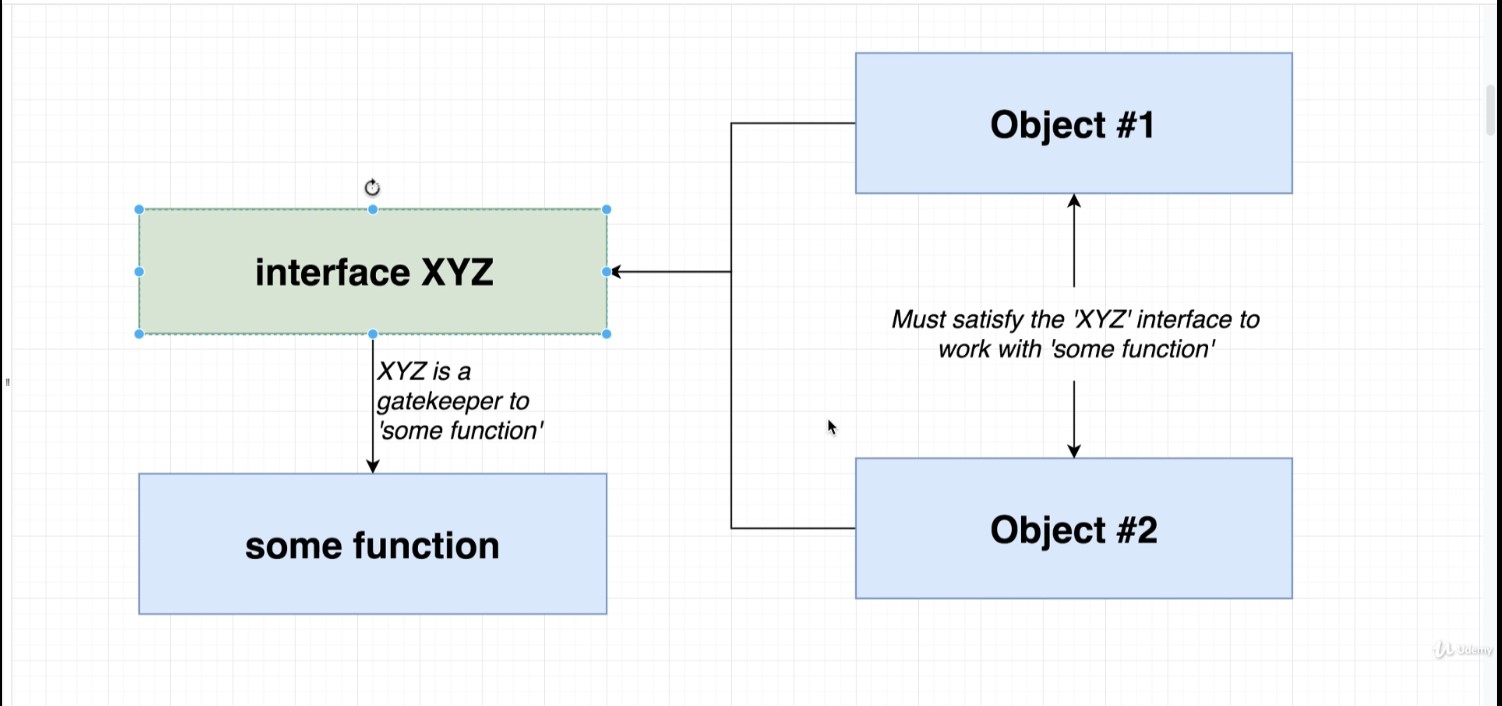 Object #1
interface XYZ
Must satisfy the 'XYZ' interface to
work with 'some function'
XYZ is a
gatekeeper to
'some function'
some function
Object #2
Udemy